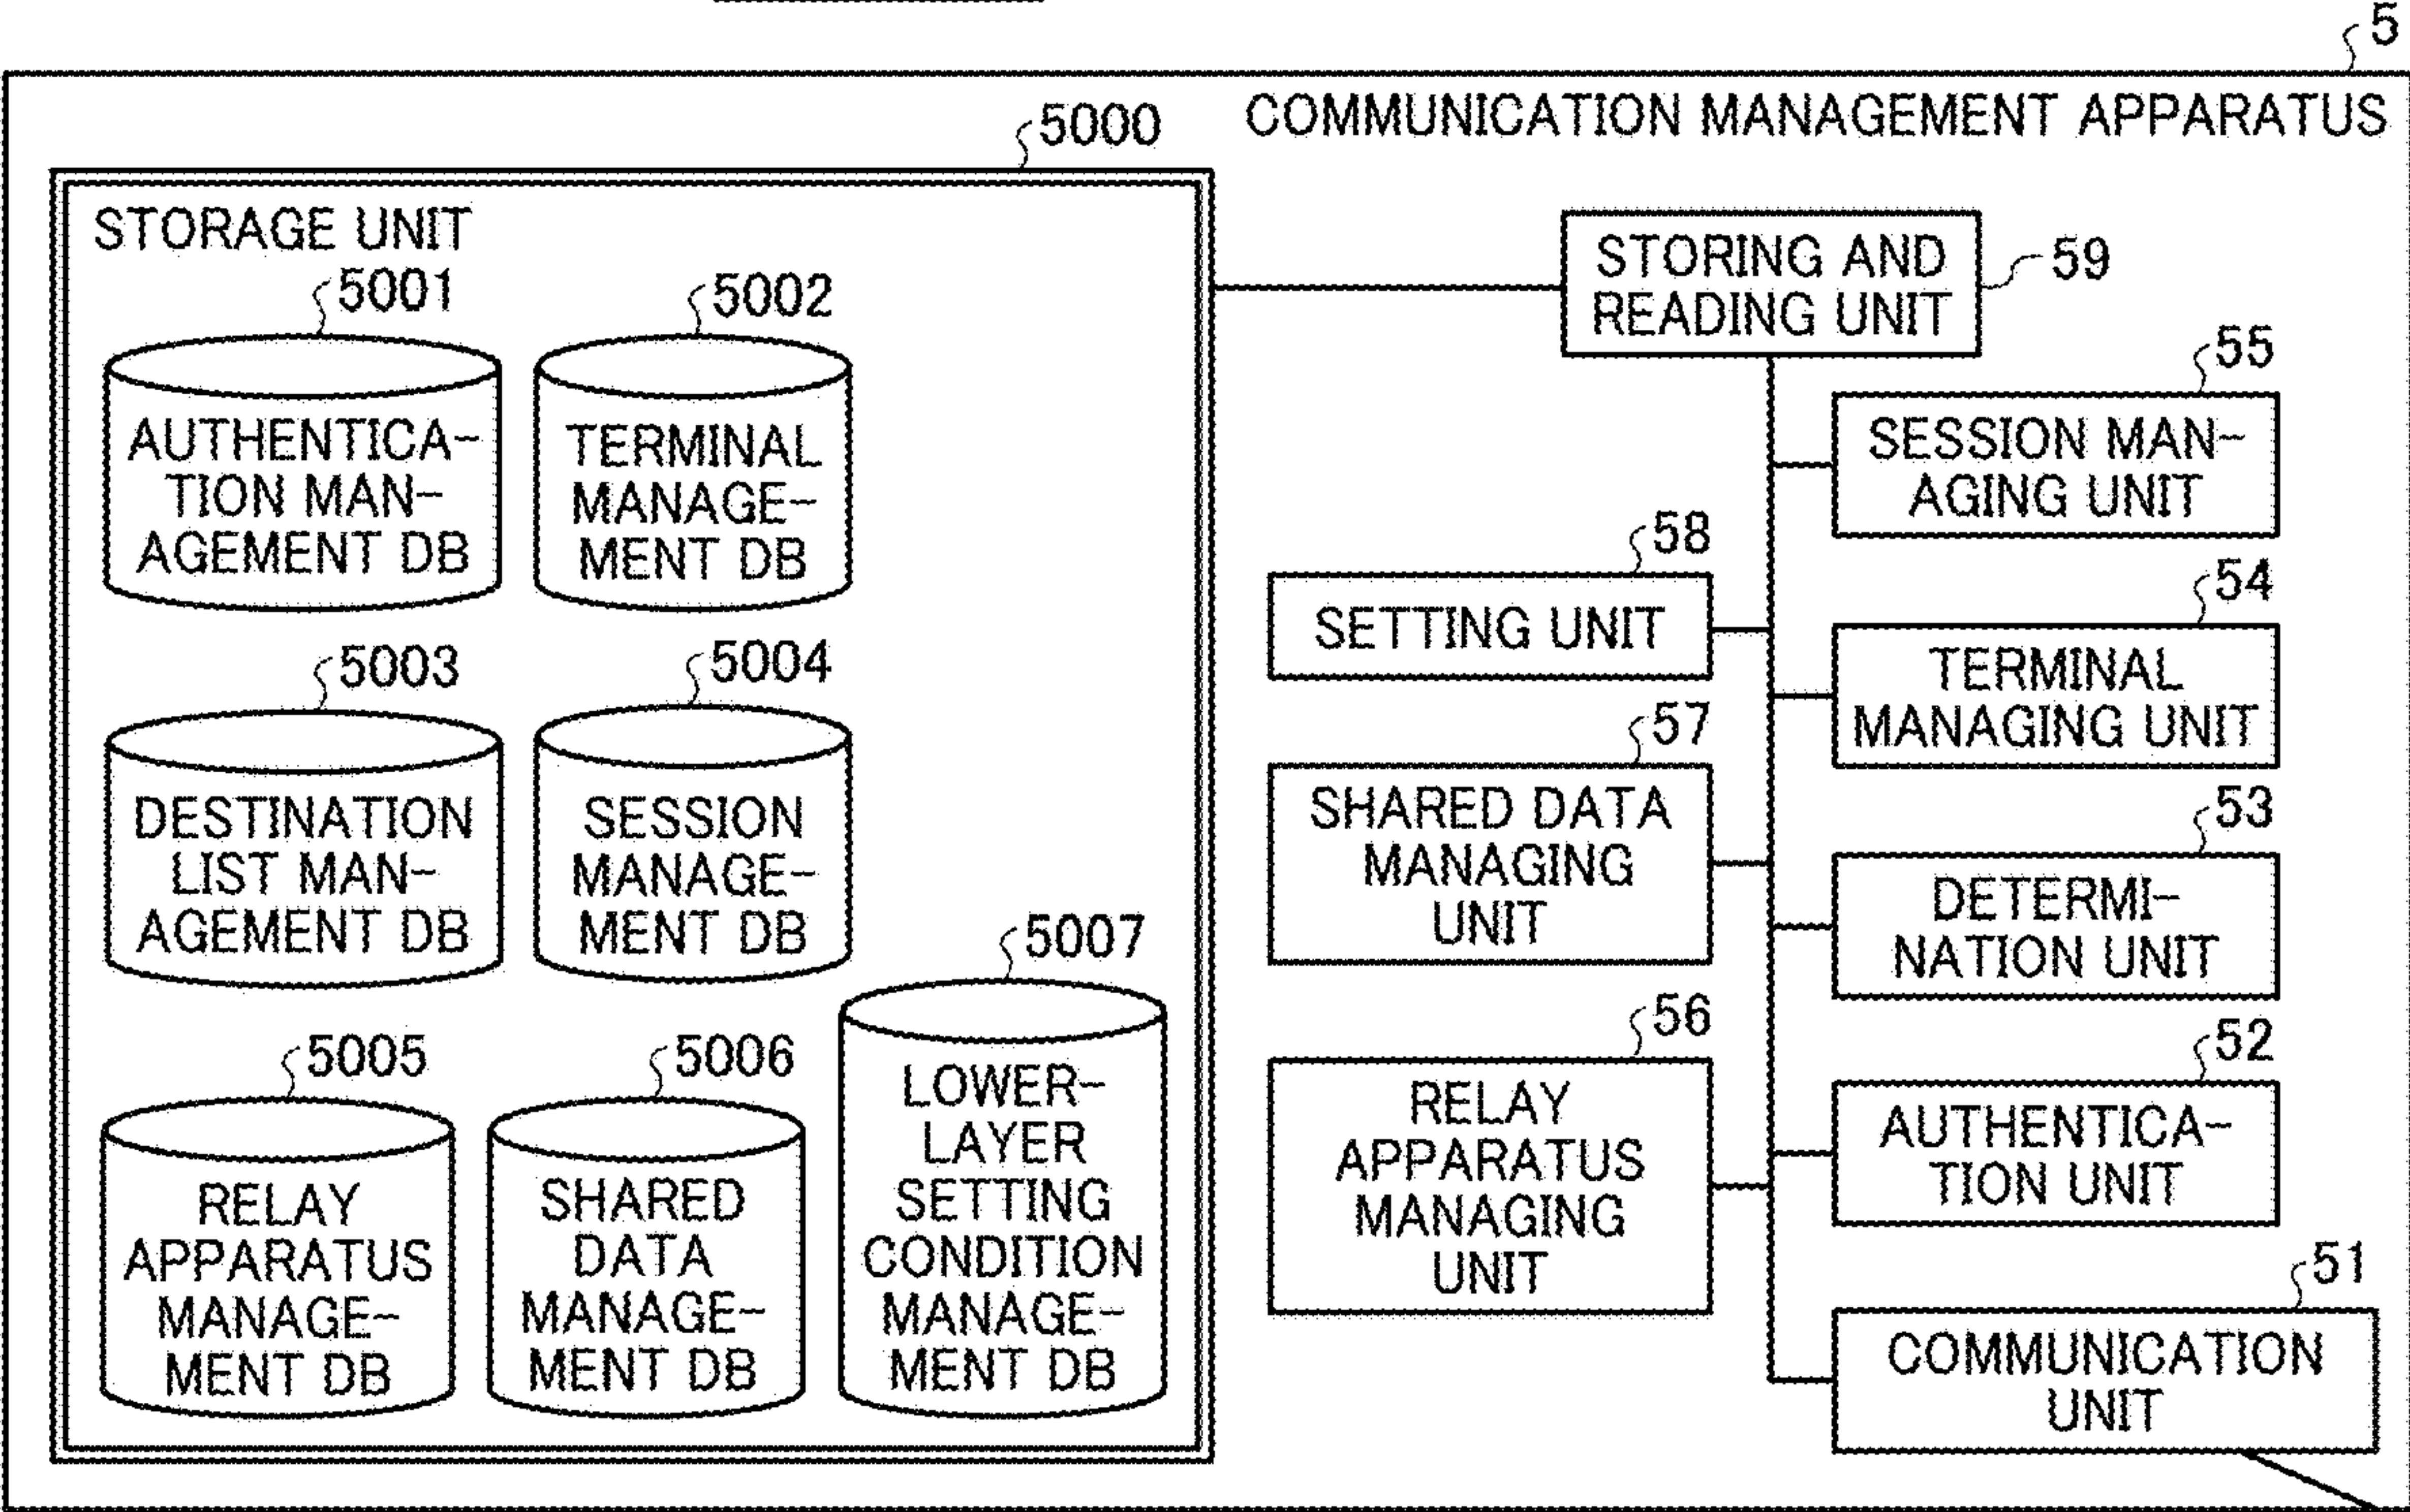 5
COMMUNICATION MANAGEMENT APPARATUS
5000
STORAGE UNIT
5001
AUTHENTICA-
TION MAN-
AGEMENT DB
5002
TERMINAL
MANAGE-
MENT DB
5003
DESTINATION
LIST MAN-
AGEMENT DB
5004
SESSION
MANAGE-
MENT DB
5005
RELAY
APPARATUS
MANAGE-
MENT DB
5006
SHARED
DATA
MANAGE-
MENT DB
5007
LOWER-
LAYER
SETTING
CONDITION
MANAGE-
MENT DB
STORING AND
READING UNIT
59
55
SESSION MAN-
AGING UNIT
58
SETTING UNIT
54
TERMINAL
MANAGING UNIT
57
SHARED DATA
MANAGING
UNIT
53
DETERMI-
NATION UNIT
56
RELAY
APPARATUS
MANAGING
UNIT
52
AUTHENTICA-
TION UNIT
51
COMMUNICATION
UNIT